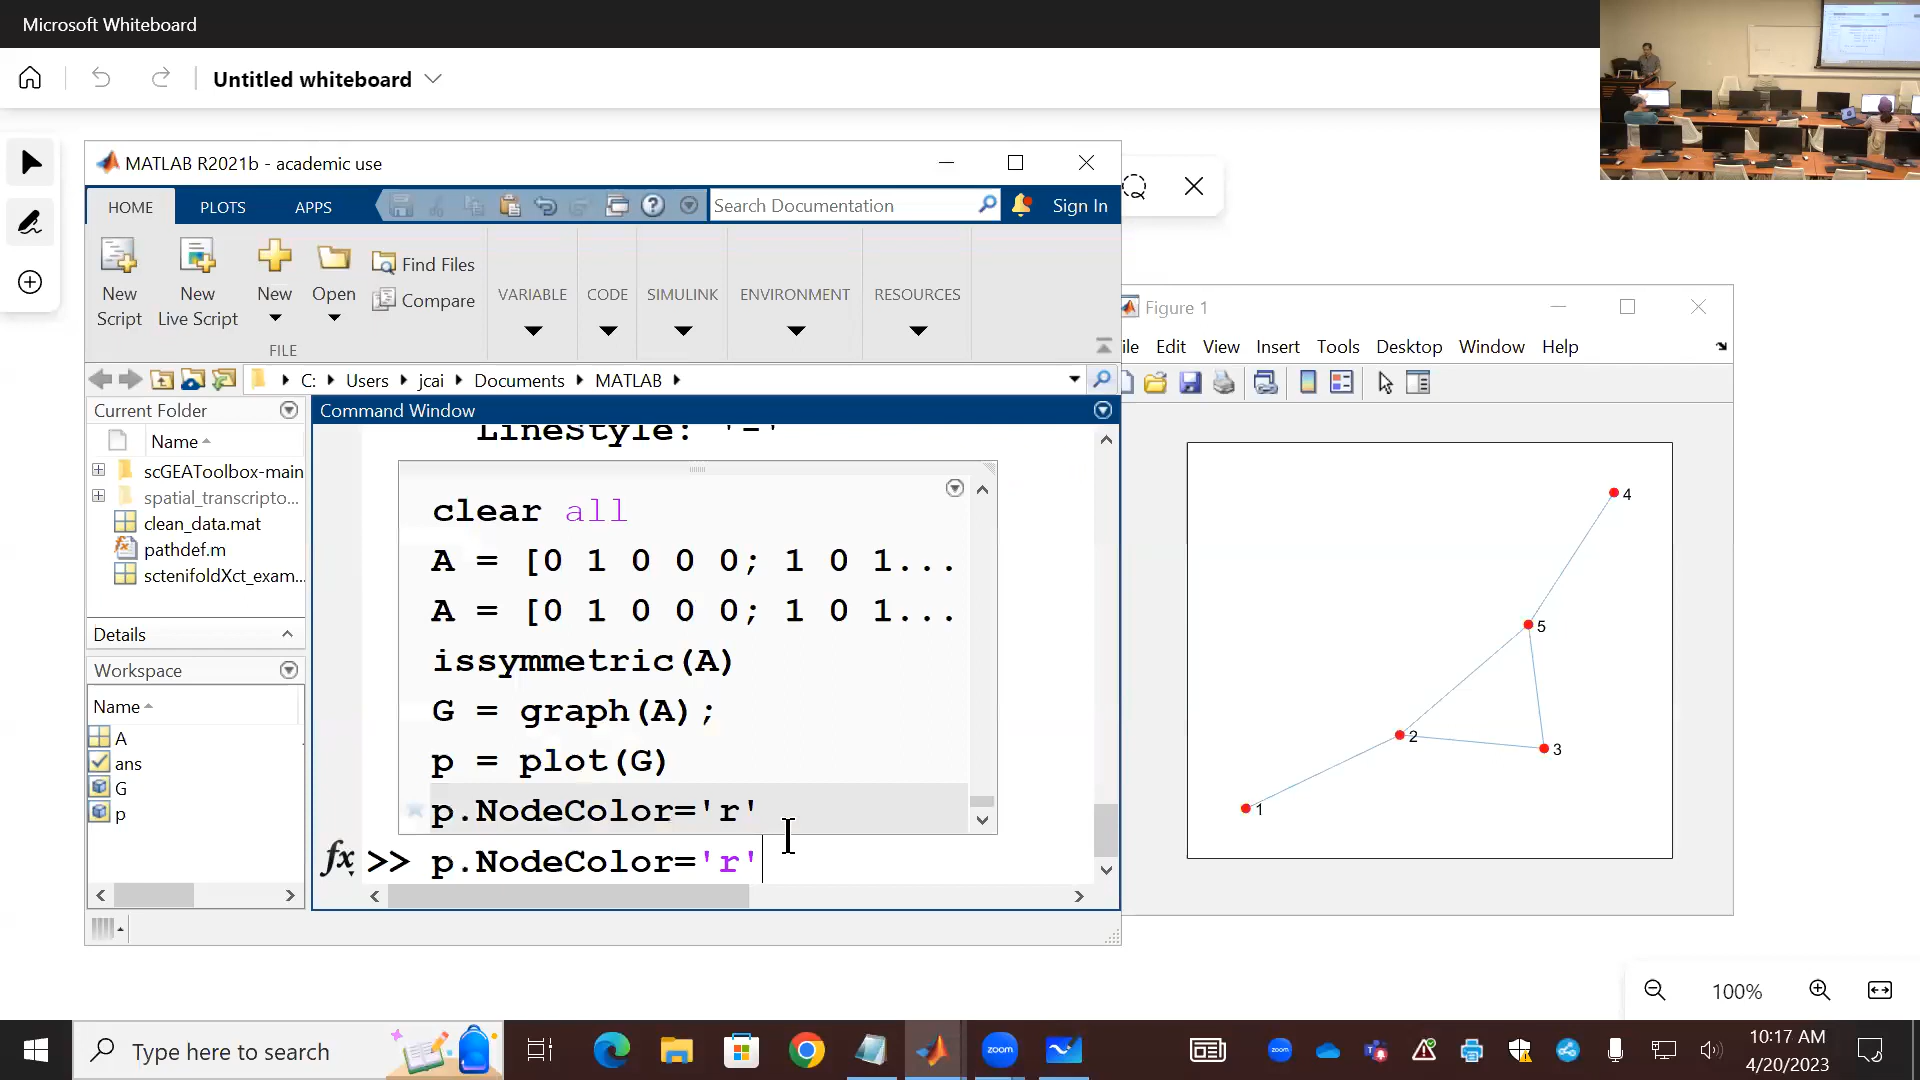 Microsoft Whiteboard
Untitled whiteboard
MATLAB R2021b - academic use
HOME PLOTS APPS
Search Documentation
Sign In
New Script
New Live Script
New
Open
Find Files
Compare
FILE
VARIABLE
CODE
SIMULINK
ENVIRONMENT
RESOURCES
C: Users jcai Documents MATLAB
Current Folder
Name
scGEAToolbox-main
spatial_transcripto...
clean_data.mat
pathdef.m
sctenifoldXct_exam...
Details
Workspace
Name
A
ans
G
p
Command Window
LineStyle: '-'
clear all
A = [0 1 0 0 0; 1 0 1...
A = [0 1 0 0 0; 1 0 1...
issymmetric(A)
G = graph(A);
p = plot(G)
p.NodeColor='r'
fx >> p.NodeColor='r'
Figure 1
ile Edit View Insert Tools Desktop Window Help
4
5
2
3
1
100%
Type here to search
zoom
zoom
10:17 AM
4/20/2023